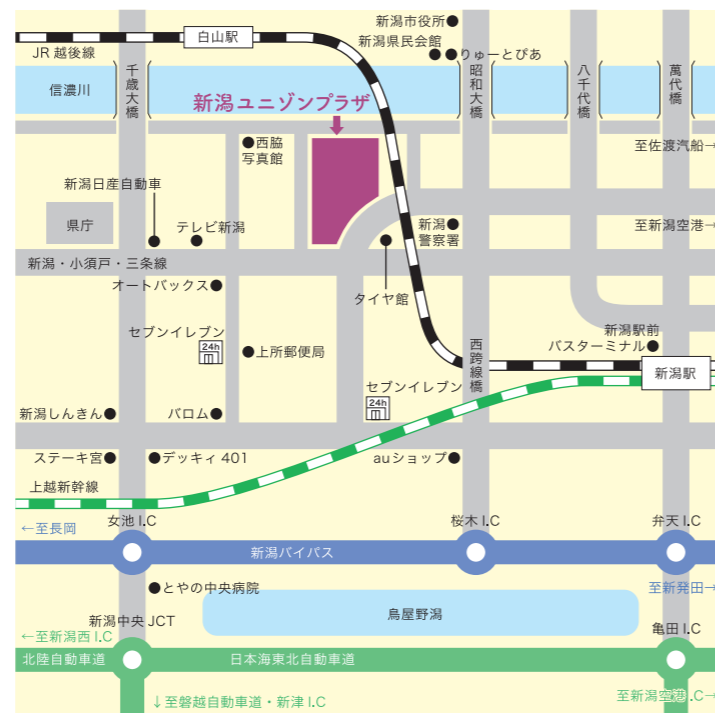 新潟市役所
白山駅
新潟県民会館
りゅーとぴあ
JR 越後線
信濃川
千歳大橋
昭和大橋
八千代橋
萬代橋
新潟ユニゾンプラザ
西脇
写真館
至佐渡汽船→
新潟日産自動車
県庁
テレビ新潟
新潟
警察署
至新潟空港→
新潟・小須戸・三条線
オートバックス
タイヤ館
セブンイレブン
24h
上所郵便局
西跨線橋
新潟駅前
バスターミナル
新潟駅
セブンイレブン
24h
新潟しんきん
バロム
ステーキ宮
デッキィ 401
auショップ
上越新幹線
←至長岡
女池 I.C
桜木 I.C
弁天 I.C
新潟バイパス
とやの中央病院
至新発田→
鳥屋野潟
新潟中央 JCT
←至新潟西 I.C
亀田 I.C
北陸自動車道
日本海東北自動車道
↓至磐越自動車道・新津 I.C
至新潟空港I.C→